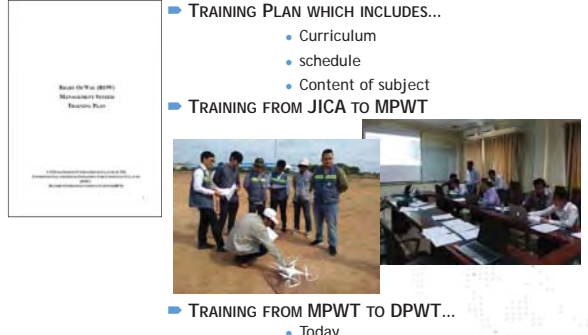 TRAINING PLAN WHICH INCLUDES...
Curriculum
schedule
Content of subject
RIGHT OF WAY (ROW)
MANAGEMENT SYSTEM
TRAINING PLAN
TRAINING FROM JICA TO MPWT
TRAINING FROM MPWT TO DPWT...
Today